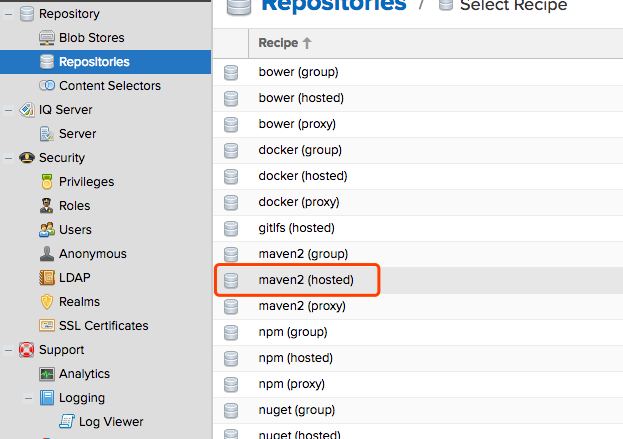 Repository
Blob Stores
Repositories
Content Selectors
IQ Server
Server
Security
Privileges
Roles
Users
Anonymous
LDAP
Realms
SSL Certificates
Support
Analytics
Logging
Log Viewer
Repositories / Select Recipe
Recipe
bower (group)
bower (hosted)
bower (proxy)
docker (group)
docker (hosted)
docker (proxy)
gitlfs (hosted)
maven2 (group)
maven2 (hosted)
maven2 (proxy)
npm (group)
npm (hosted)
npm (proxy)
nuget (group)
nuget (hosted)